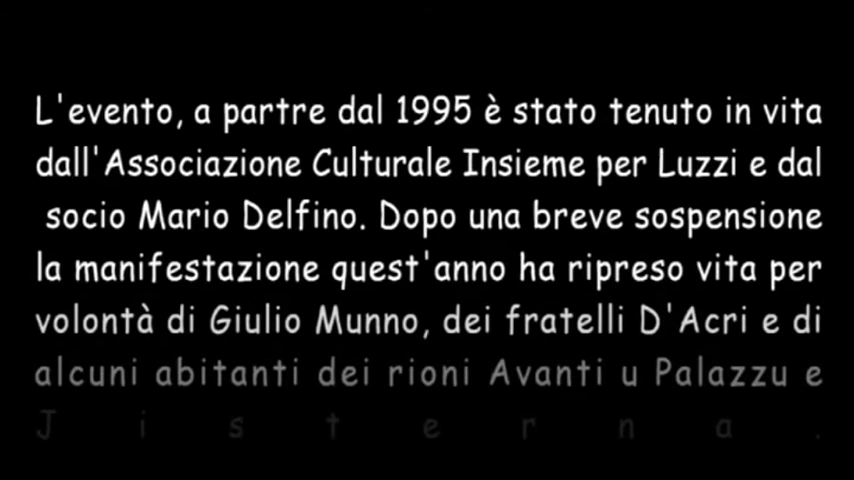 L'evento, a partre dal 1995 è stato tenuto in vita
dall'Associazione Culturale Insieme per Luzzi e dal
socio Mario Delfino. Dopo una breve sospensione
la manifestazione quest'anno ha ripreso vita per
volontà di Giulio Munno, dei fratelli D'Acri e di
alcuni abitanti dei rioni Avanti u Palazzu e
Jisterna.